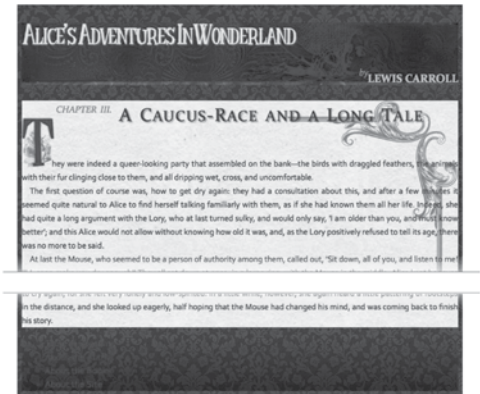 ALICE'S ADVENTURES IN WONDERLAND
by LEWIS CARROLL
CHAPTER III. A CAUCUS-RACE AND A LONG TALE
They were indeed a queer-looking party that assembled on the bank—the birds with draggled feathers, the animals
with their fur clinging close to them, and all dripping wet, cross, and uncomfortable.
The first question of course was, how to get dry again: they had a consultation about this, and after a few minutes it
seemed quite natural to Alice to find herself talking familiarly with them, as if she had known them all her life. Indeed, she
had quite a long argument with the Lory, who at last turned sulky, and would only say, 'I am older than you, and must know
better'; and this Alice would not allow without knowing how old it was, and, as the Lory positively refused to tell its age, there
was no more to be said.
At last the Mouse, who seemed to be a person of authority among them, called out, 'Sit down, all of you, and listen to me!
in the distance, and she looked up eagerly, half hoping that the Mouse had changed his mind, and was coming back to finish
his story.